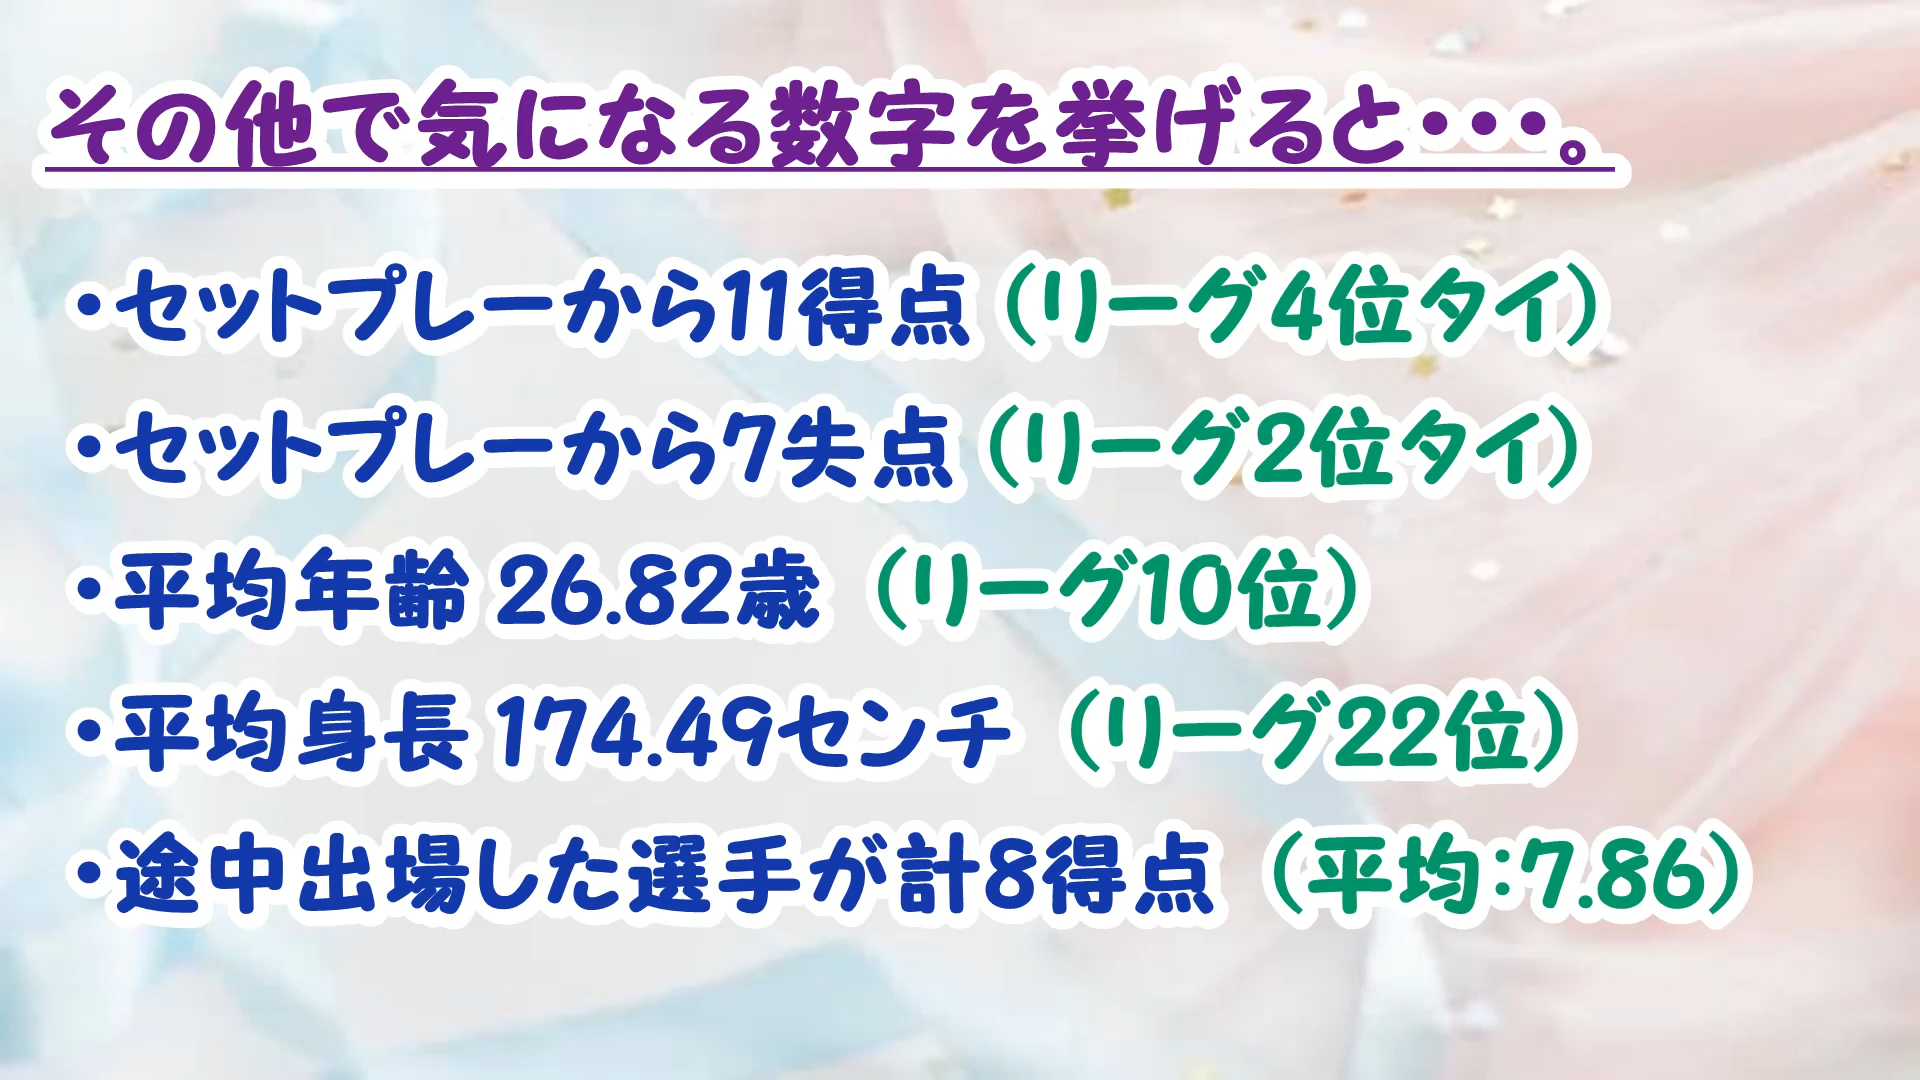 その他で気になる数字を挙げると・・・。
・セットプレーから11得点（リーグ4位タイ）
・セットプレーから7失点（リーグ2位タイ）
・平均年齢 26.82歳（リーグ10位）
・平均身長 174.49センチ（リーグ22位）
・途中出場した選手が計8得点（平均：7.86）